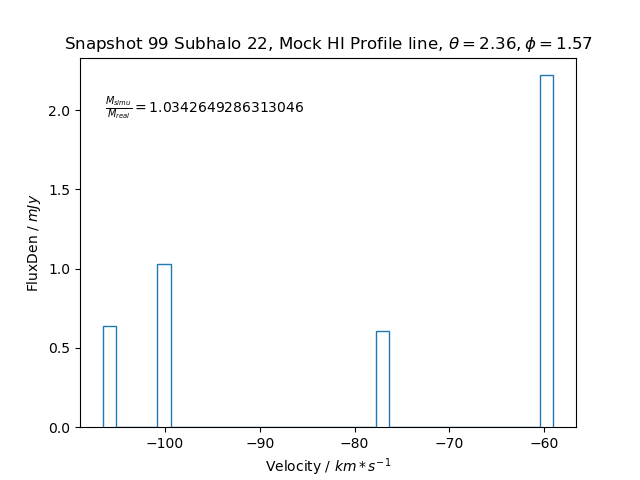 Snapshot 99 Subhalo 22, Mock HI Profile line, θ = 2.36, ϕ = 1.57
M_simu/M_real = 1.0342649286313046
2.0
1.5
1.0
0.5
0.0
FluxDen / mJy
−100
−90
−80
−70
−60
Velocity / km * s⁻¹